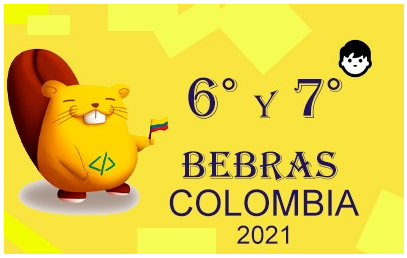 6° Y 7°
BEBRAS
COLOMBIA
2021
</>